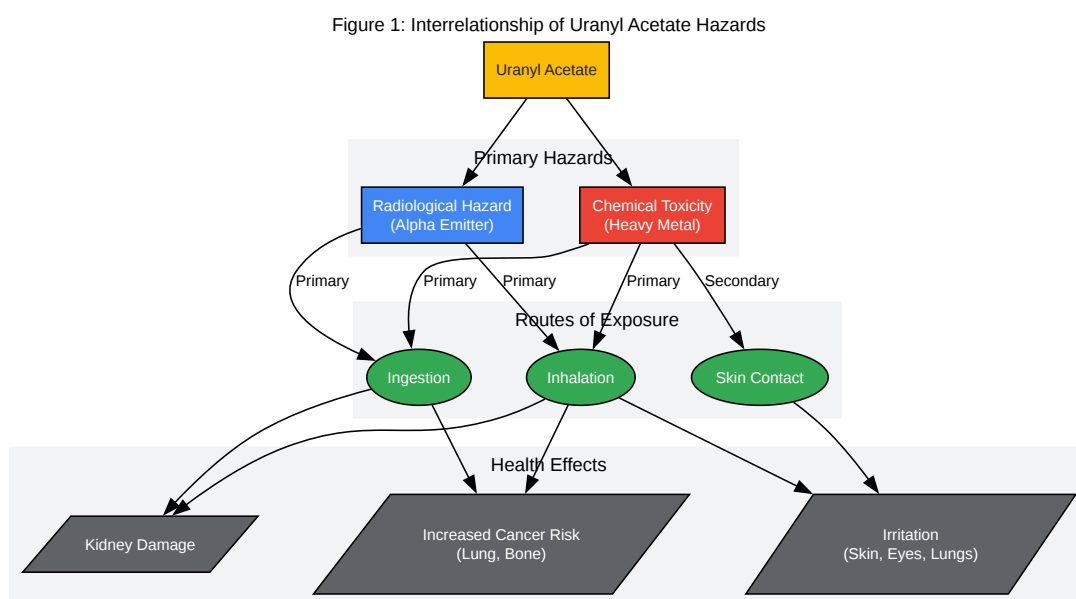 Figure 1: Interrelationship of Uranyl Acetate Hazards
Uranyl Acetate
Primary Hazards
Radiological Hazard
(Alpha Emitter)
Chemical Toxicity
(Heavy Metal)
Primary
Primary
Primary
Primary
Secondary
Routes of Exposure
Ingestion
Inhalation
Skin Contact
Health Effects
Kidney Damage
Increased Cancer Risk
(Lung, Bone)
Irritation
(Skin, Eyes, Lungs)